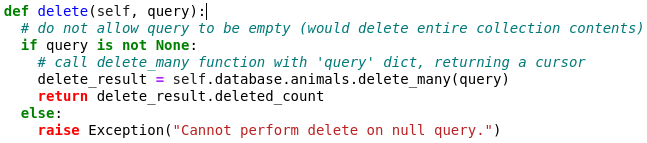 def delete(self, query):
# do not allow query to be empty (would delete entire collection contents)
if query is not None:
# call delete_many function with 'query' dict, returning a cursor
delete_result = self.database.animals.delete_many(query)
return delete_result.deleted_count
else:
raise Exception("Cannot perform delete on null query.")